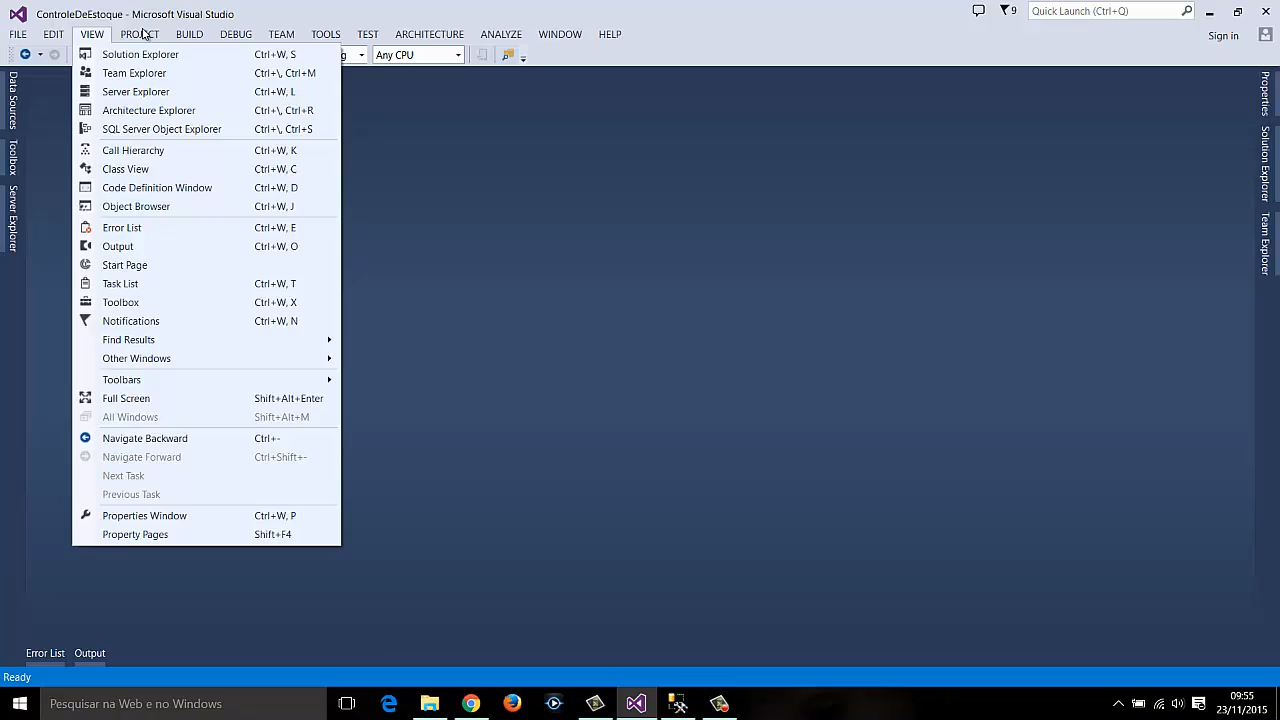 ControleDeEstoque - Microsoft Visual Studio
9
Quick Launch (Ctrl+Q)
FILE EDIT VIEW PROJECT BUILD DEBUG TEAM TOOLS TEST ARCHITECTURE ANALYZE WINDOW HELP
Sign in
g Any CPU
Solution Explorer Ctrl+W, S
Team Explorer Ctrl+\, Ctrl+M
Server Explorer Ctrl+W, L
Architecture Explorer Ctrl+\, Ctrl+R
SQL Server Object Explorer Ctrl+\, Ctrl+S
Call Hierarchy Ctrl+W, K
Class View Ctrl+W, C
Code Definition Window Ctrl+W, D
Object Browser Ctrl+W, J
Error List Ctrl+W, E
Output Ctrl+W, O
Start Page
Task List Ctrl+W, T
Toolbox Ctrl+W, X
Notifications Ctrl+W, N
Find Results
Other Windows
Toolbars
Full Screen Shift+Alt+Enter
All Windows Shift+Alt+M
Navigate Backward Ctrl+-
Navigate Forward Ctrl+Shift+-
Next Task
Previous Task
Properties Window Ctrl+W, P
Property Pages Shift+F4
Data Sources
Toolbox
Server Explorer
Properties
Solution Explorer
Team Explorer
Error List Output
Ready
Pesquisar na Web e no Windows
09:55
23/11/2015